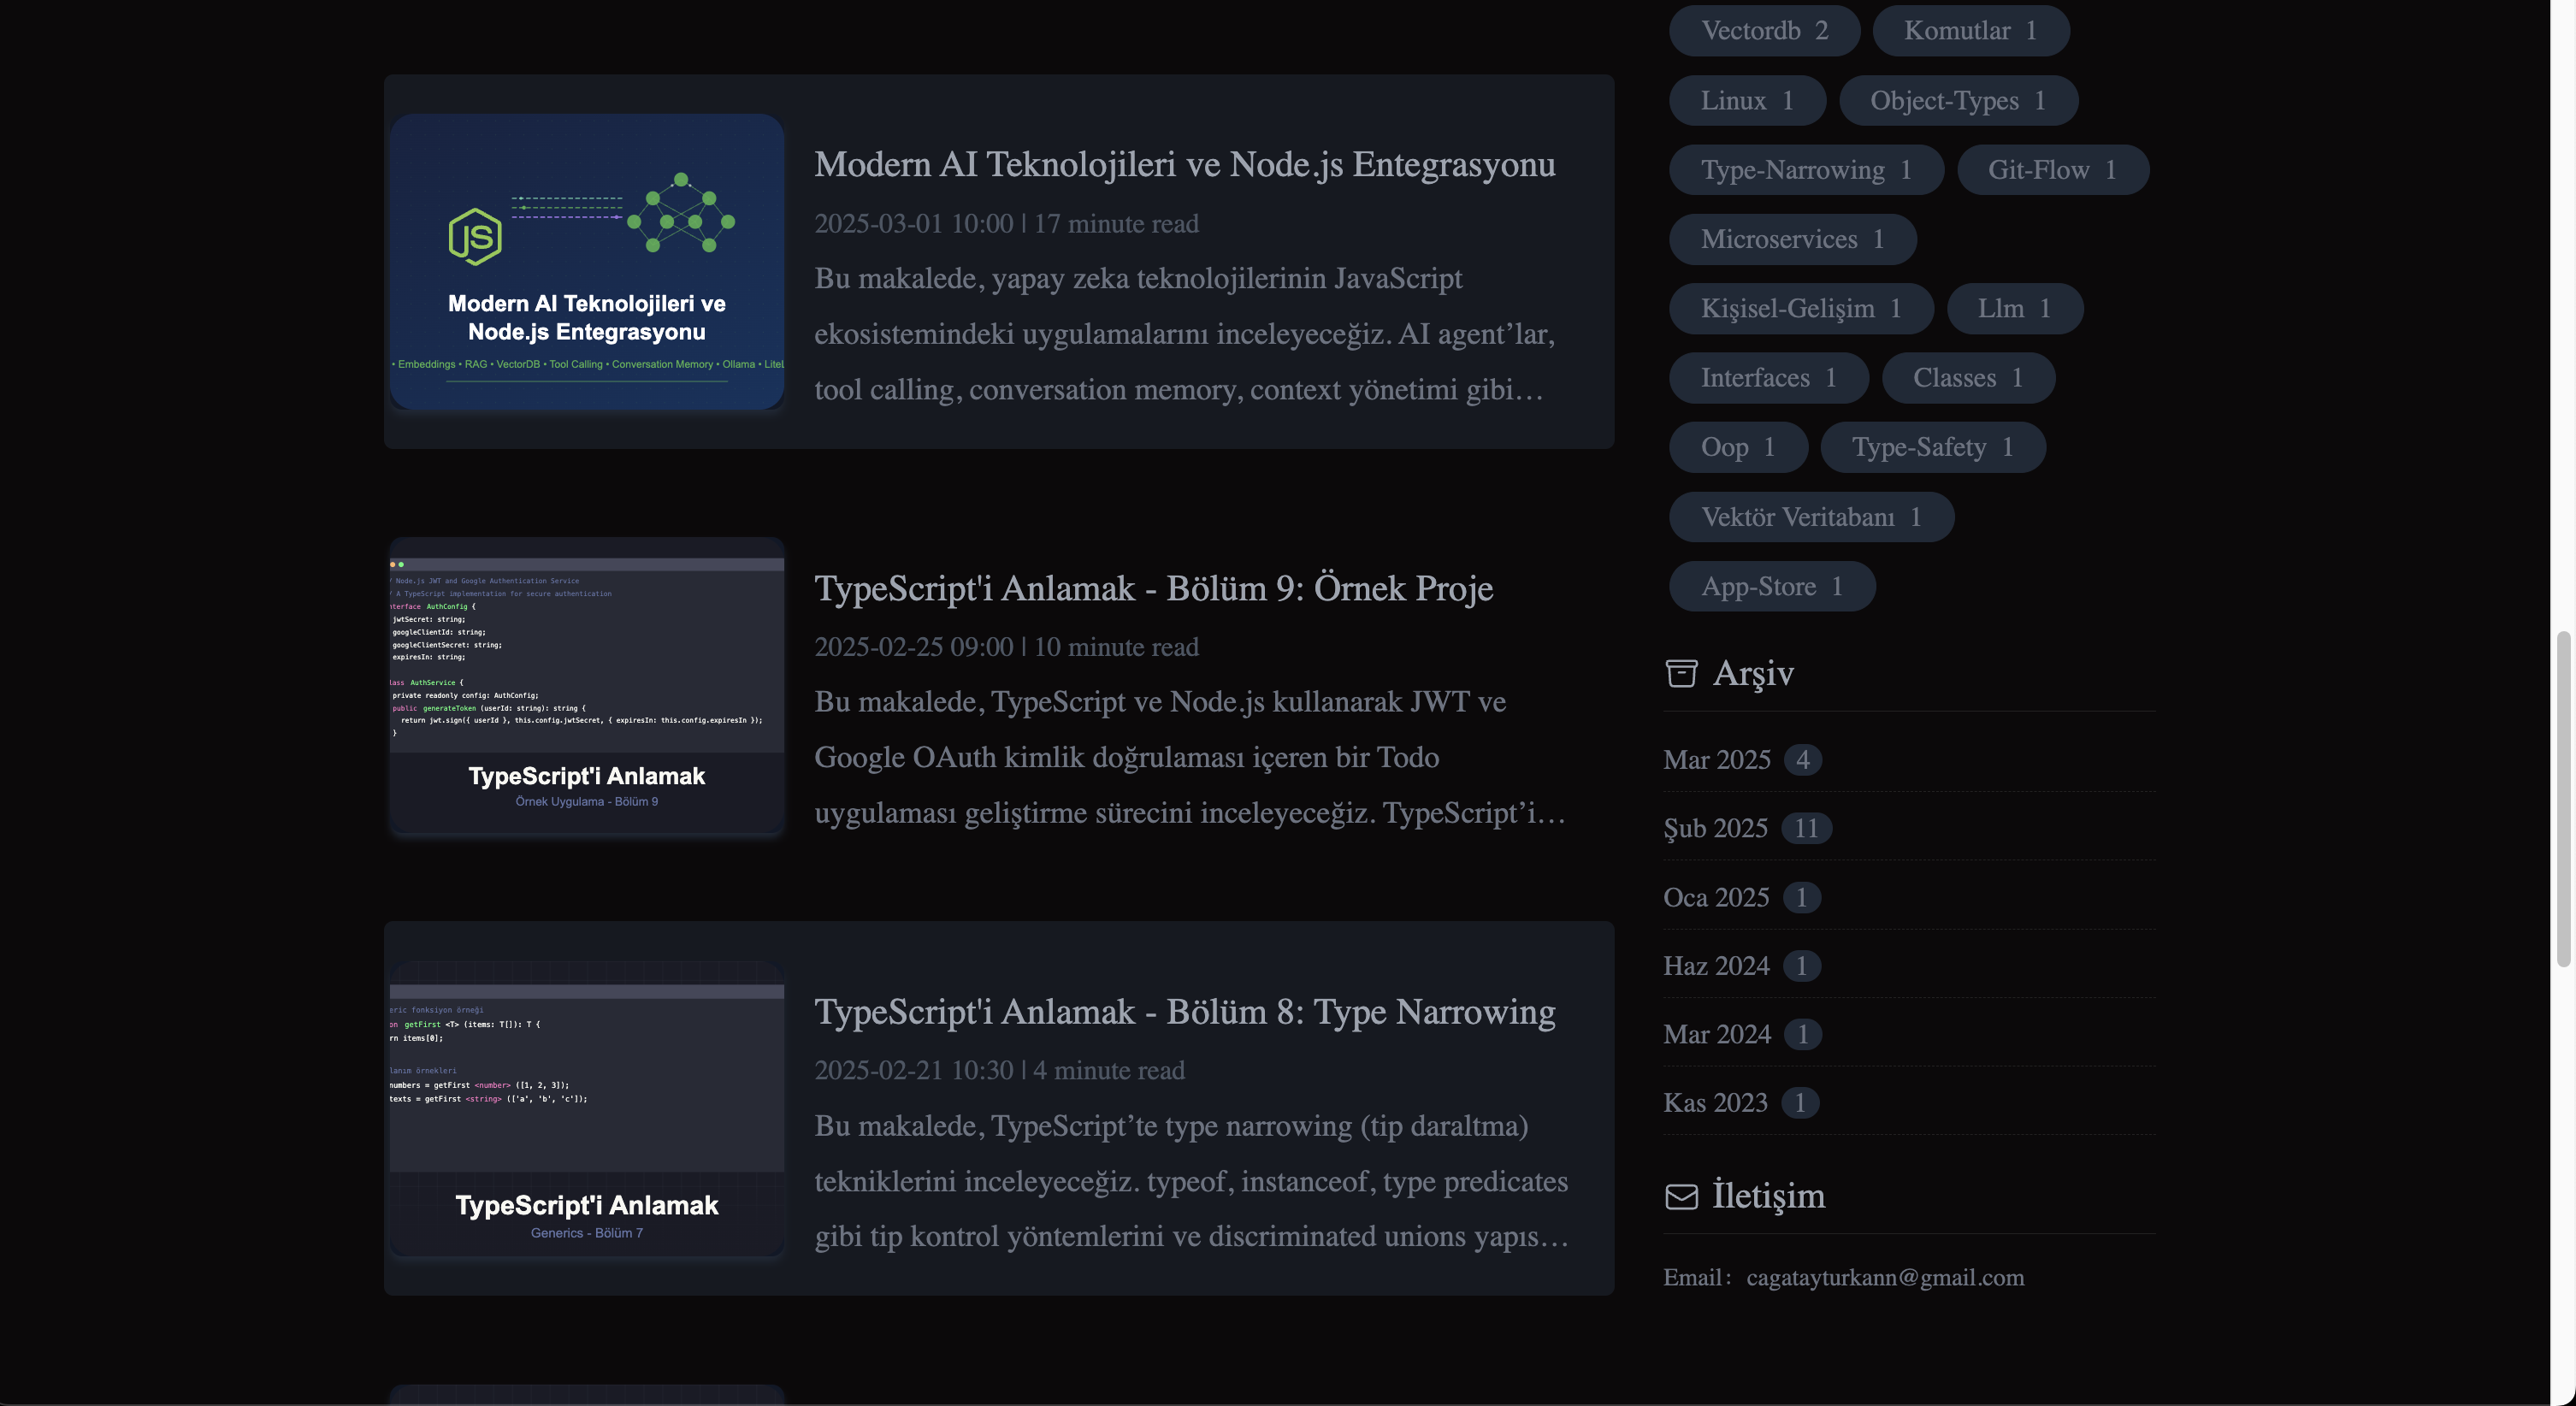 JS
Modern AI Teknolojileri ve
Node.js Entegrasyonu
• Embeddings • RAG • VectorDB • Tool Calling • Conversation Memory • Ollama •
Modern AI Teknolojileri ve Node.js Entegrasyonu
2025-03-01 10:00 | 17 minute read
Bu makalede, yapay zeka teknolojilerinin JavaScript
ekosistemindeki uygulamalarını inceleyeceğiz. AI agent’lar,
tool calling, conversation memory, context yönetimi gibi…
/ Node.js JWT and Google Authentication Service
/ A TypeScript implementation for secure authentication
nterface AuthConfig {
jwtSecret: string;
googleClientId: string;
googleClientSecret: string;
expiresIn: string;
lass AuthService {
private readonly config: AuthConfig;
public generateToken (userId: string): string {
return jwt.sign({ userId }, this.config.jwtSecret, { expiresIn: this.config.expiresIn });
}
TypeScript'i Anlamak
Örnek Uygulama - Bölüm 9
TypeScript'i Anlamak - Bölüm 9: Örnek Proje
2025-02-25 09:00 | 10 minute read
Bu makalede, TypeScript ve Node.js kullanarak JWT ve
Google OAuth kimlik doğrulaması içeren bir Todo
uygulaması geliştirme sürecini inceleyeceğiz. TypeScript’i…
eric fonksiyon örneği
on getFirst <T> (items: T[]): T {
rn items[0];
lanım örnekleri
numbers = getFirst <number> ([1, 2, 3]);
texts = getFirst <string> (['a', 'b', 'c']);
TypeScript'i Anlamak
Generics - Bölüm 7
TypeScript'i Anlamak - Bölüm 8: Type Narrowing
2025-02-21 10:30 | 4 minute read
Bu makalede, TypeScript’te type narrowing (tip daraltma)
tekniklerini inceleyeceğiz. typeof, instanceof, type predicates
gibi tip kontrol yöntemlerini ve discriminated unions yapıs…
Vectordb 2 Komutlar 1
Linux 1 Object-Types 1
Type-Narrowing 1 Git-Flow 1
Microservices 1
Kişisel-Gelişim 1 Llm 1
Interfaces 1 Classes 1
Oop 1 Type-Safety 1
Vektör Veritabanı 1
App-Store 1
Arşiv
Mar 2025 4
Şub 2025 11
Oca 2025 1
Haz 2024 1
Mar 2024 1
Kas 2023 1
İletişim
Email： cagatayturkann@gmail.com